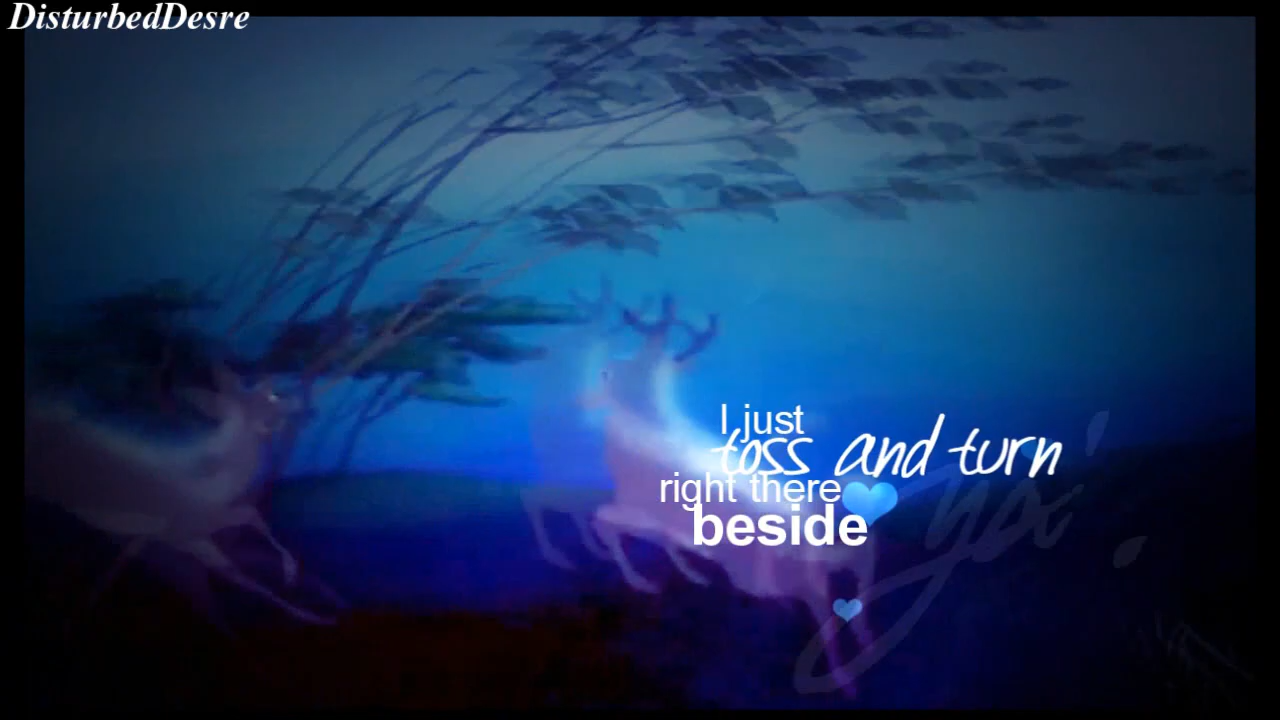 DisturbedDesre
I just
toss and turn
right there
beside